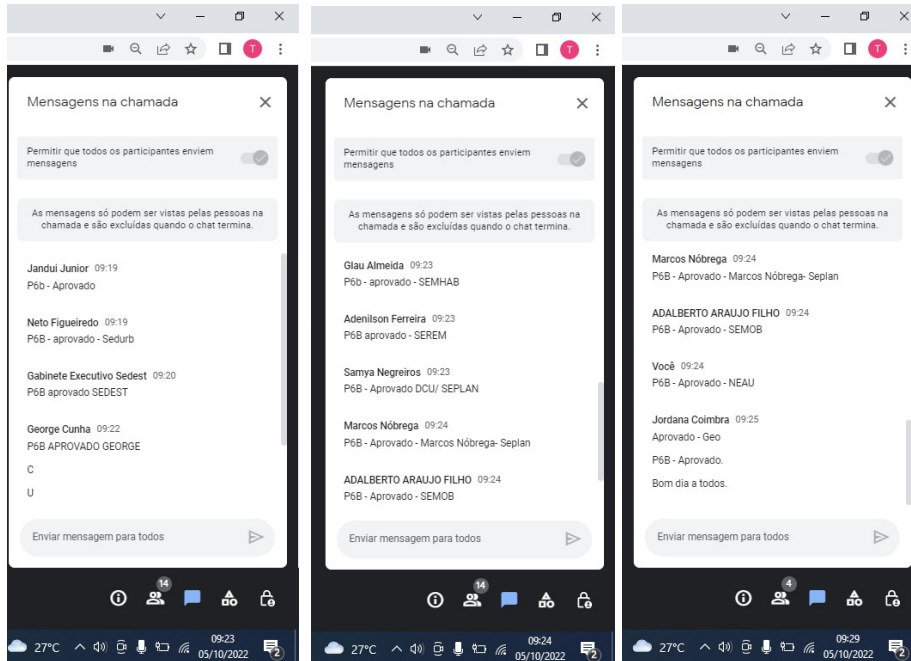 T
Mensagens na chamada
Permitir que todos os participantes enviem
mensagens
As mensagens só podem ser vistas pelas pessoas na
chamada e são excluídas quando o chat termina.
Jandui Junior 09:19
P6b - Aprovado
Neto Figueiredo 09:19
P6B - aprovado - Sedurb
Gabinete Executivo Sedest 09:20
P6B aprovado SEDEST
George Cunha 09:22
P6B APROVADO GEORGE
C
U
Enviar mensagem para todos
14
27°C
09:23
05/10/2022
2
T
Mensagens na chamada
Permitir que todos os participantes enviem
mensagens
As mensagens só podem ser vistas pelas pessoas na
chamada e são excluídas quando o chat termina.
Glau Almeida 09:23
P6b - aprovado - SEMHAB
Adenilson Ferreira 09:23
P6B aprovado - SEREM
Samya Negreiros 09:23
P6B - Aprovado DCU/ SEPLAN
Marcos Nóbrega 09:24
P6B - Aprovado - Marcos Nóbrega- Seplan
ADALBERTO ARAUJO FILHO 09:24
P6B - Aprovado - SEMOB
Enviar mensagem para todos
14
27°C
09:24
05/10/2022
2
T
Mensagens na chamada
Permitir que todos os participantes enviem
mensagens
As mensagens só podem ser vistas pelas pessoas na
chamada e são excluídas quando o chat termina.
Marcos Nóbrega 09:24
P6B - Aprovado - Marcos Nóbrega- Seplan
ADALBERTO ARAUJO FILHO 09:24
P6B - Aprovado - SEMOB
Você 09:24
P6B - Aprovado - NEAU
Jordana Coimbra 09:25
Aprovado - Geo
P6B - Aprovado.
Bom dia a todos.
Enviar mensagem para todos
4
27°C
09:29
05/10/2022
2